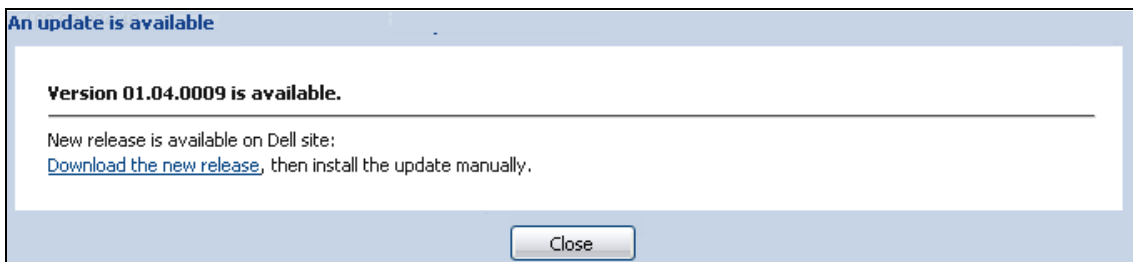 An update is available
Version 01.04.0009 is available.
New release is available on Dell site:
Download the new release, then install the update manually.
Close